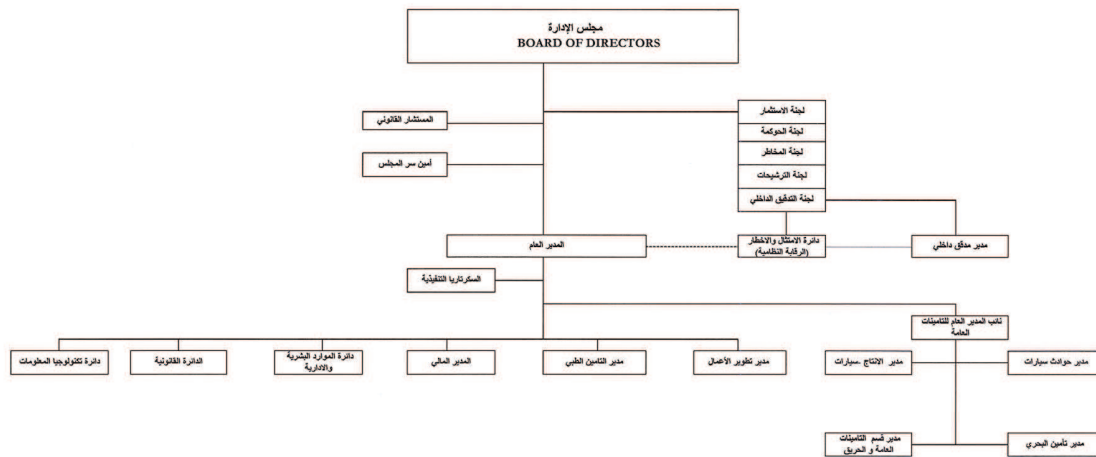 مجلس الإدارة
BOARD OF DIRECTORS
لجنة الاستثمار
المستشار القانوني
لجنة الحوكمة
لجنة المخاطر
أمين سر المجلس
لجنة الترشيحات
لجنة التدقيق الداخلي
المدير العام
دائرة الامتثال والاخطار
(الرقابة النظامية)
مدير مدقق داخلي
السكرتاريا التنفيذية
نائب المدير العام للتامينات
العامة
دائرة تكنولوجيا المعلومات
الدائرة القانونية
دائرة الموارد البشرية
والادارية
المدير المالي
مدير التامين الطبي
مدير تطوير الأعمال
مدير الانتاج .سيارات
مدير حوادث سيارات
مدير قسم التامينات
العامة و الحريق
مدير تأمين البحري